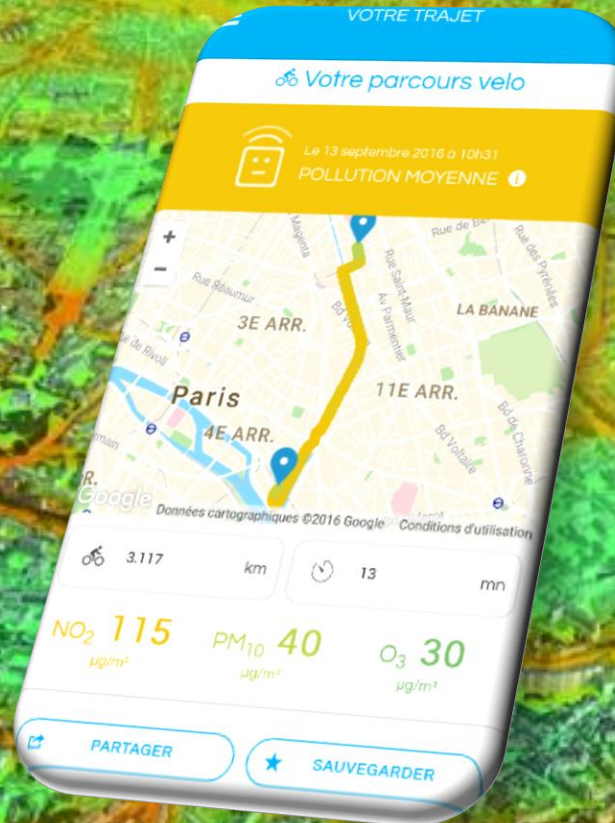 VOTRE TRAJET
Votre parcours velo
Le 13 septembre 2016 à 10h31
POLLUTION MOYENNE i
+
−
Magenta
Rue de Be
Rue des Pyrénées
Rue Saint-Maur
Av Parmentier
Rue Réaumur
LA BANANE
3E ARR.
Bd Vo
de Rivoli
11E ARR.
Paris
4E ARR.
Bd Voltaire
Bd de Charonne
main
R.
Google
Données cartographiques ©2016 Google Conditions d'utilisation
3.117 km
13 mn
NO₂ 115
µg/m³
PM₁₀ 40
µg/m³
O₃ 30
µg/m³
PARTAGER
SAUVEGARDER